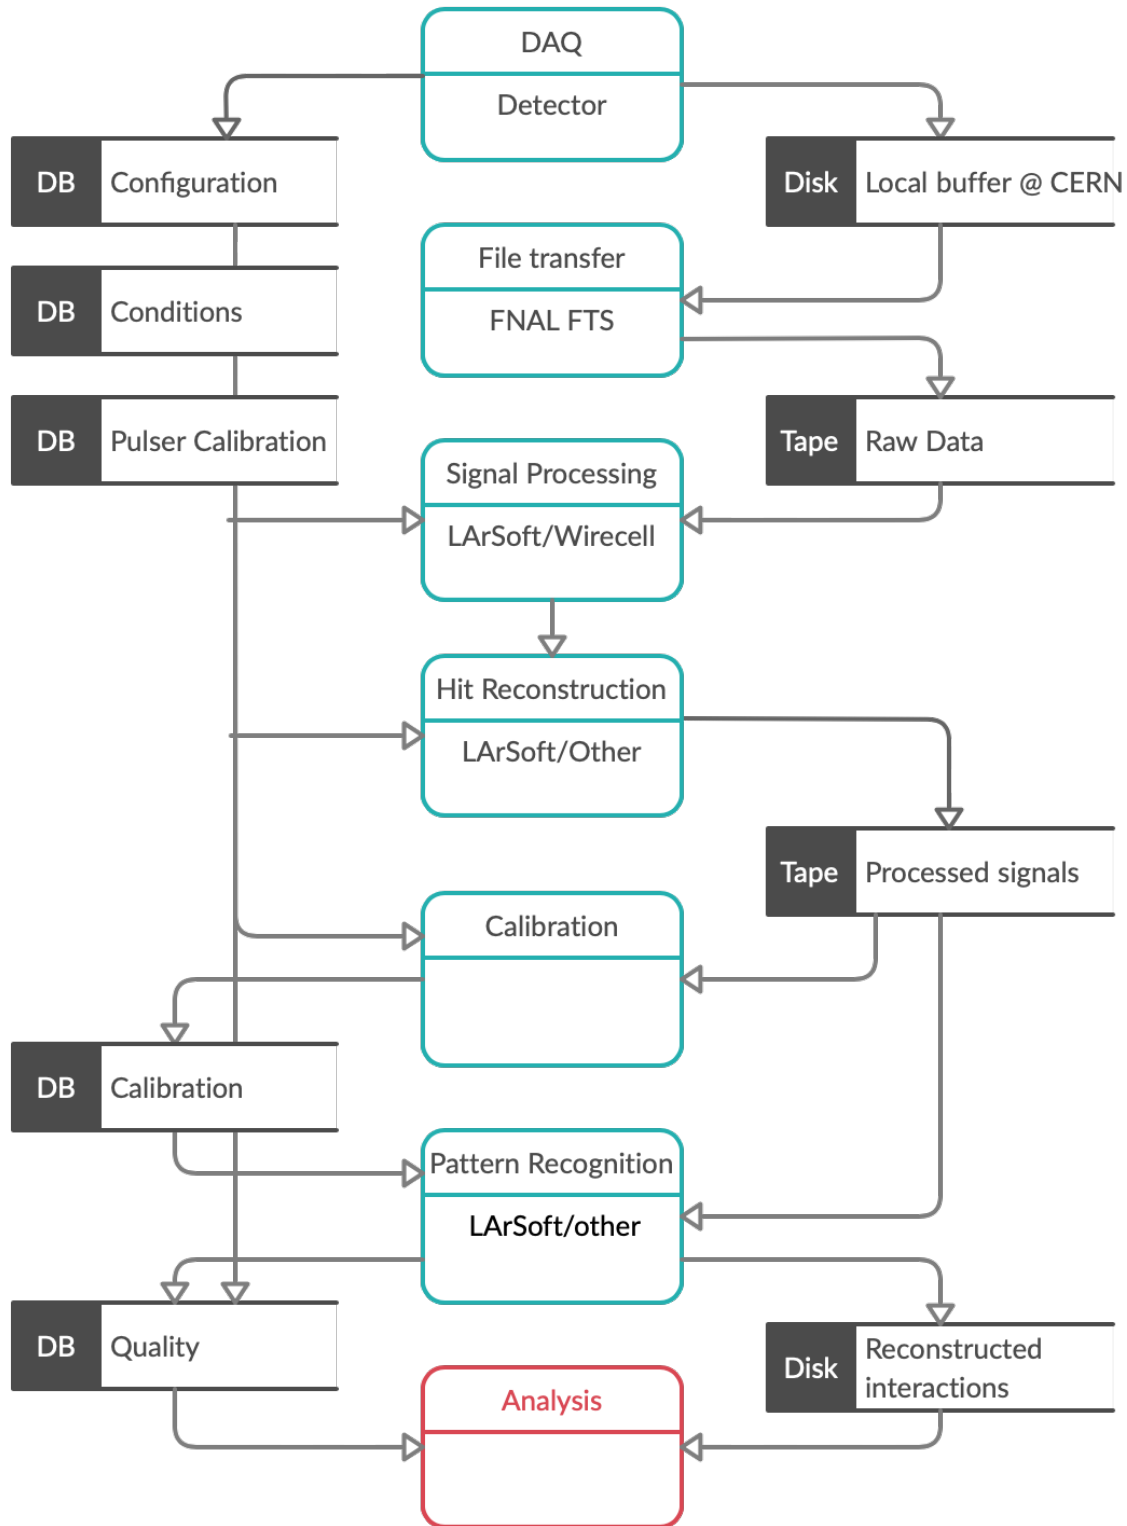 DAQ
Detector
DB Configuration
Disk Local buffer @ CERN
File transfer
FNAL FTS
DB Conditions
DB Pulser Calibration
Tape Raw Data
Signal Processing
LArSoft/Wirecell
Hit Reconstruction
LArSoft/Other
Tape Processed signals
Calibration
DB Calibration
Pattern Recognition
LArSoft/other
DB Quality
Disk Reconstructed
interactions
Analysis